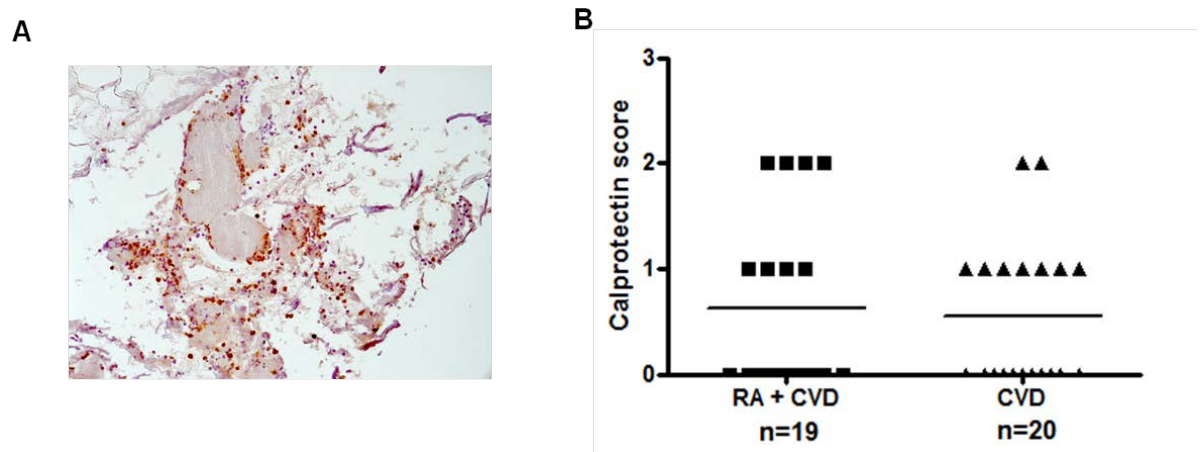 A
B
3
2
1
0
Calprotectin score
RA + CVD
CVD
n=19
n=20